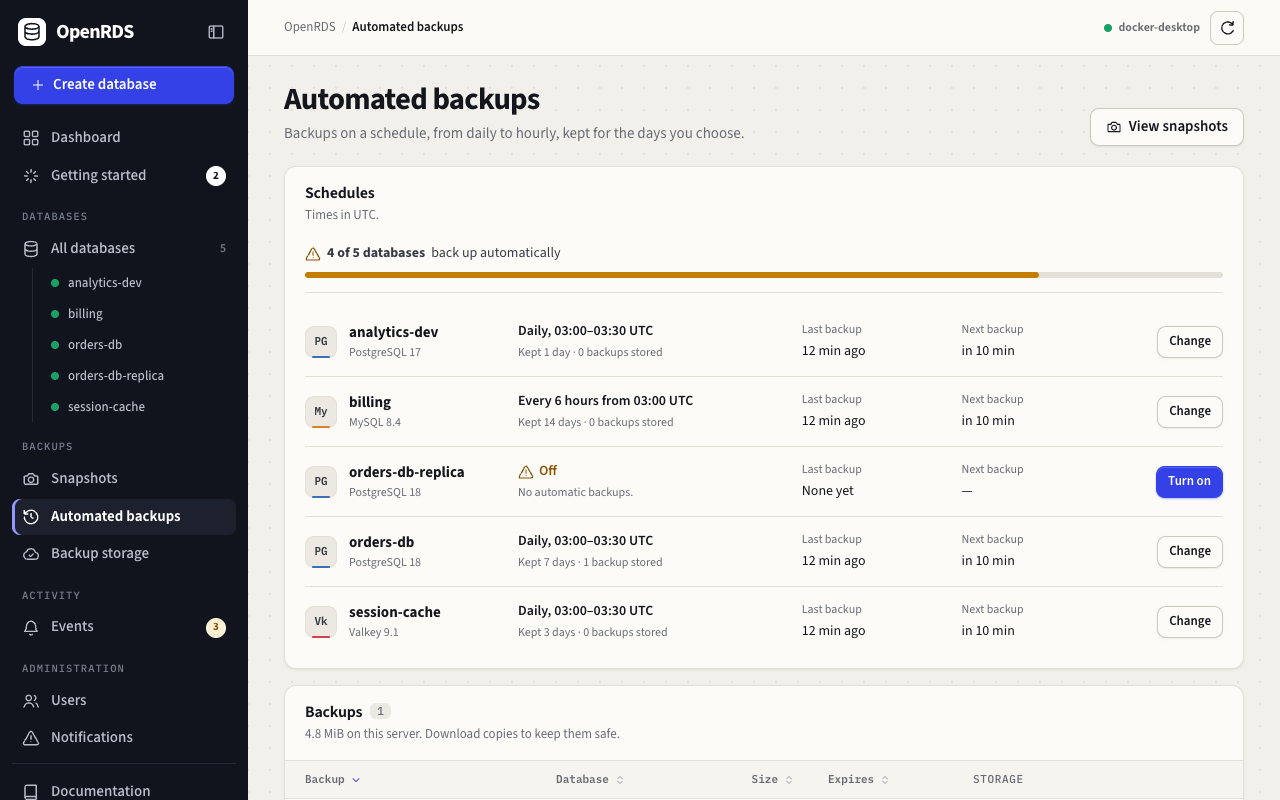 OpenRDS
Create database
Dashboard
Getting started 2
DATABASES
All databases 5
analytics-dev
billing
orders-db
orders-db-replica
session-cache
BACKUPS
Snapshots
Automated backups
Backup storage
ACTIVITY
Events 3
ADMINISTRATION
Users
Notifications
Documentation
OpenRDS / Automated backups
docker-desktop
Automated backups
Backups on a schedule, from daily to hourly, kept for the days you choose.
View snapshots
Schedules
Times in UTC.
4 of 5 databases back up automatically
PG analytics-dev Daily, 03:00–03:30 UTC Last backup Next backup Change
PostgreSQL 17 Kept 1 day · 0 backups stored 12 min ago in 10 min
My billing Every 6 hours from 03:00 UTC Last backup Next backup Change
MySQL 8.4 Kept 14 days · 0 backups stored 12 min ago in 10 min
PG orders-db-replica Off Last backup Next backup Turn on
PostgreSQL 18 No automatic backups. None yet —
PG orders-db Daily, 03:00–03:30 UTC Last backup Next backup Change
PostgreSQL 18 Kept 7 days · 1 backup stored 12 min ago in 10 min
Vk session-cache Daily, 03:00–03:30 UTC Last backup Next backup Change
Valkey 9.1 Kept 3 days · 0 backups stored 12 min ago in 10 min
Backups 1
4.8 MiB on this server. Download copies to keep them safe.
Backup Database Size Expires STORAGE